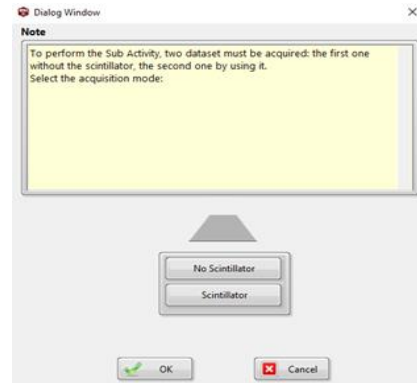 Dialog Window
Note
To perform the Sub Activity, two dataset must be acquired: the first one
without the scintillator, the second one by using it.
Select the acquisition mode:
No Scintillator
Scintillator
OK
Cancel